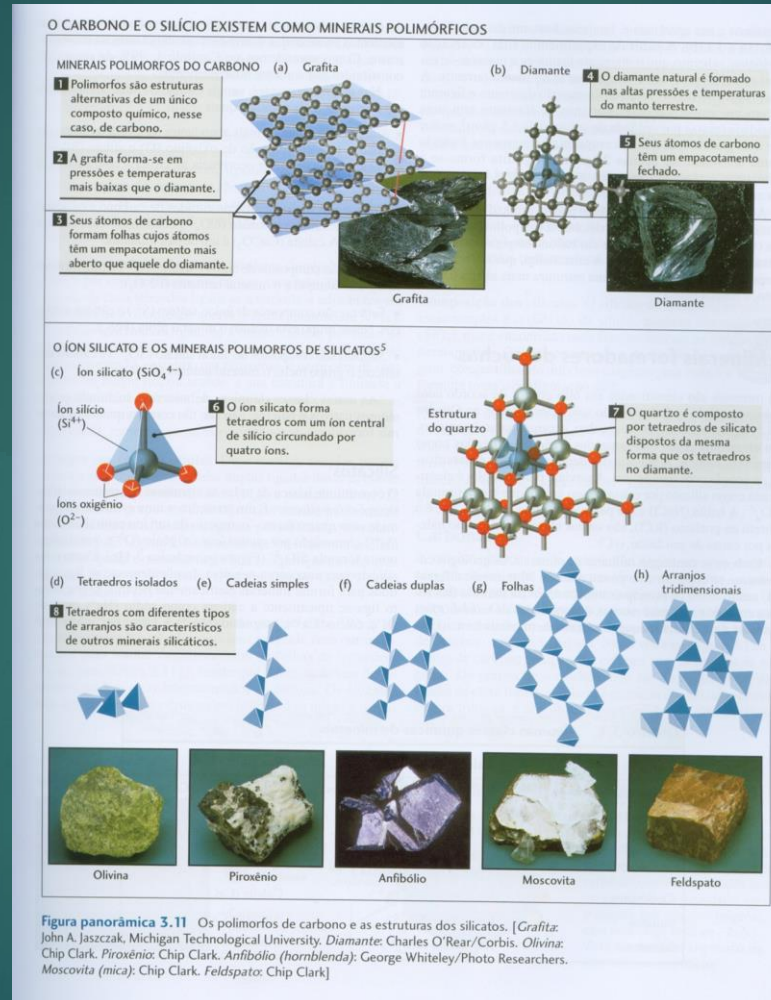 O CARBONO E O SILÍCIO EXISTEM COMO MINERAIS POLIMÓRFICOS
MINERAIS POLIMORFOS DO CARBONO
(a) Grafita
1 Polimorfos são estruturas
alternativas de um único
composto químico, nesse
caso, de carbono.
2 A grafita forma-se em
pressões e temperaturas
mais baixas que o diamante.
3 Seus átomos de carbono
formam folhas cujos átomos
têm um empacotamento mais
aberto que aquele do diamante.
Grafita
(b) Diamante
4 O diamante natural é formado
nas altas pressões e temperaturas
do manto terrestre.
5 Seus átomos de carbono
têm um empacotamento
fechado.
Diamante
O ÍON SILICATO E OS MINERAIS POLIMORFOS DE SILICATOS⁵
(c) Íon silicato (SiO₄⁴⁻)
Íon silício
(Si⁴⁺)
Íons oxigênio
(O²⁻)
6 O íon silicato forma
tetraedros com um íon central
de silício circundado por
quatro íons.
Estrutura
do quartzo
7 O quartzo é composto
por tetraedros de silicato
dispostos da mesma
forma que os tetraedros
no diamante.
(d) Tetraedros isolados
(e) Cadeias simples
(f) Cadeias duplas
(g) Folhas
(h) Arranjos
tridimensionais
8 Tetraedros com diferentes tipos
de arranjos são característicos
de outros minerais silicáticos.
Olivina
Piroxênio
Anfibólio
Moscovita
Feldspato
Figura panorâmica 3.11 Os polimorfos de carbono e as estruturas dos silicatos. [Grafita:
John A. Jaszczak, Michigan Technological University. Diamante: Charles O'Rear/Corbis. Olivina:
Chip Clark. Piroxênio: Chip Clark. Anfibólio (hornblenda): George Whiteley/Photo Researchers.
Moscovita (mica): Chip Clark. Feldspato: Chip Clark]